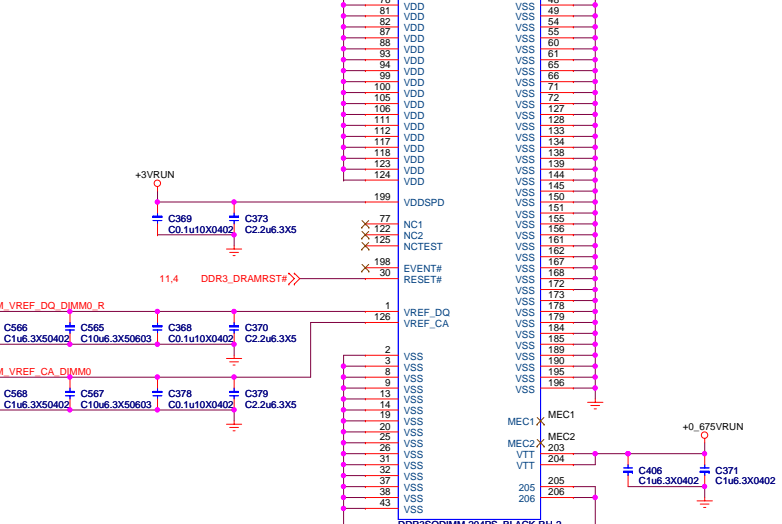 76 VDD VSS 48
81 VDD VSS 49
82 VDD VSS 54
87 VDD VSS 55
88 VDD VSS 60
93 VDD VSS 61
94 VDD VSS 65
99 VDD VSS 66
100 VDD VSS 71
105 VDD VSS 72
106 VDD VSS 127
111 VDD VSS 128
112 VDD VSS 133
117 VDD VSS 134
118 VDD VSS 138
123 VDD VSS 139
124 VDD VSS 144
VSS 145
+3VRUN
199 VDDSPD VSS 150
VSS 151
C369 C373 VSS 155
C0.1u10X0402 C2.2u6.3X5
77 NC1 VSS 156
122 NC2 VSS 161
125 NCTEST VSS 162
VSS 167
198 EVENT# VSS 168
11,4 DDR3_DRAMRST# 30 RESET# VSS 172
VSS 173
M_VREF_DQ_DIMM0_R
1 VREF_DQ VSS 178
126 VREF_CA VSS 179
C566 C565 C368 C370
C1u6.3X50402 C10u6.3X50603 C0.1u10X0402 C2.2u6.3X5
VSS 184
VSS 185
2 VSS VSS 189
3 VSS VSS 190
M_VREF_CA_DIMM0
8 VSS VSS 195
9 VSS VSS 196
C568 C567 C378 C379
C1u6.3X50402 C10u6.3X50603 C0.1u10X0402 C2.2u6.3X5
13 VSS
14 VSS
19 VSS MEC1 MEC1
20 VSS
25 VSS MEC2 MEC2
+0_675VRUN
26 VSS VTT 203
31 VSS VTT 204
32 VSS
C406 C371
C1u6.3X0402 C1u6.3X0402
37 VSS 205 205
38 VSS 206 206
43 VSS
DDR3SODIMM-204PS_BLACK-RH-2